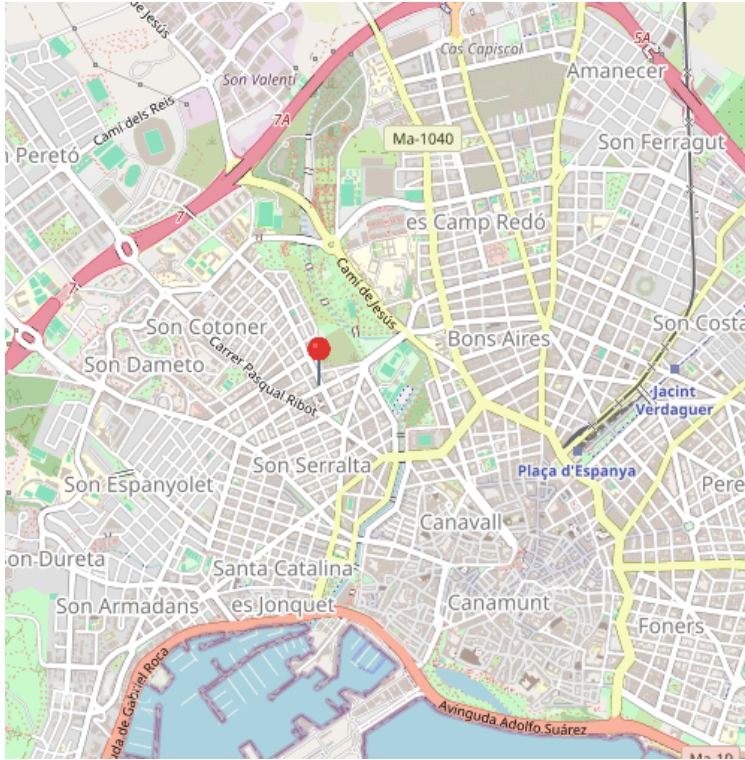 de Jesús
Cas Capiscol
5A
Son Valentí
Amanecer
7A
Camí dels Reis
Ma-1040
Son Ferragut
Peretó
7
es Camp Redó
7
Camí de Jesús
Son Cotoner
Son Costa
Bons Aires
Son Dameto
Carrer Pasqual Ribot
Jacint
Verdaguer
Son Serralta
Plaça d'Espanya
Son Espanyolet
Pere
Canavall
Son Dureta
Santa Catalina
Son Armadans
es Jonquet
Canamunt
Foners
uda de Gabriel Roca
Avinguda Adolfo Suárez
Ma-19